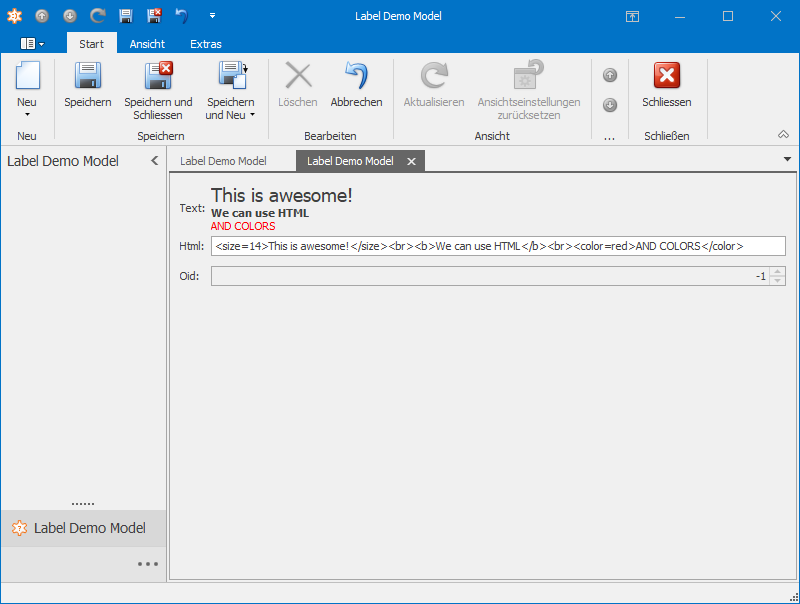 Label Demo Model
Start Ansicht Extras
Neu
Speichern
Speichern und
Schliessen
Speichern
und Neu
Löschen
Abbrechen
Aktualisieren
Ansichtseinstellungen
zurücksetzen
Schliessen
Neu
Speichern
Bearbeiten
Ansicht
...
Schließen
Label Demo Model
Label Demo Model
Label Demo Model
Text:
This is awesome!
We can use HTML
AND COLORS
Html: <size=14>This is awesome!</size><br><b>We can use HTML</b><br><color=red>AND COLORS</color>
Oid: -1
Label Demo Model